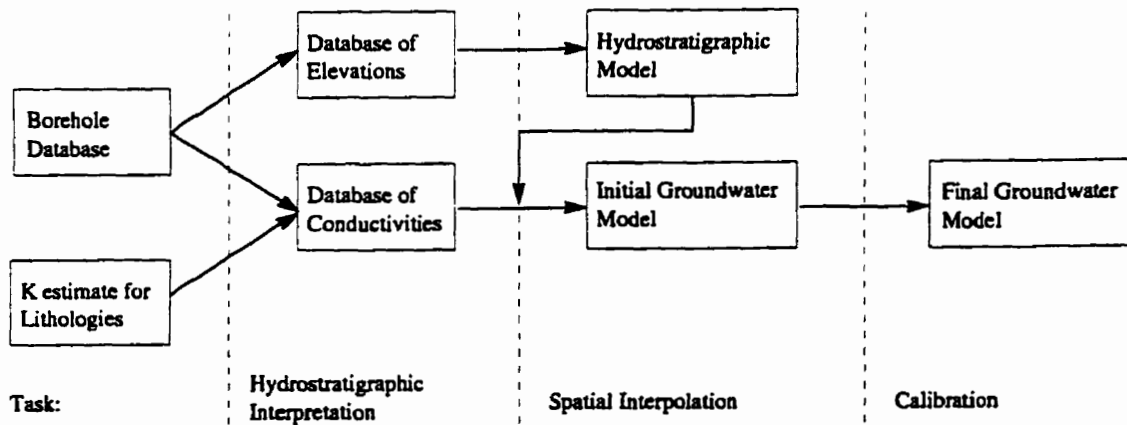 Database of
Elevations
Hydrostratigraphic
Model
Borehole
Database
Database of
Conductivities
Initial Groundwater
Model
Final Groundwater
Model
K estimate for
Lithologies
Task:
Hydrostratigraphic
Interpretation
Spatial Interpolation
Calibration